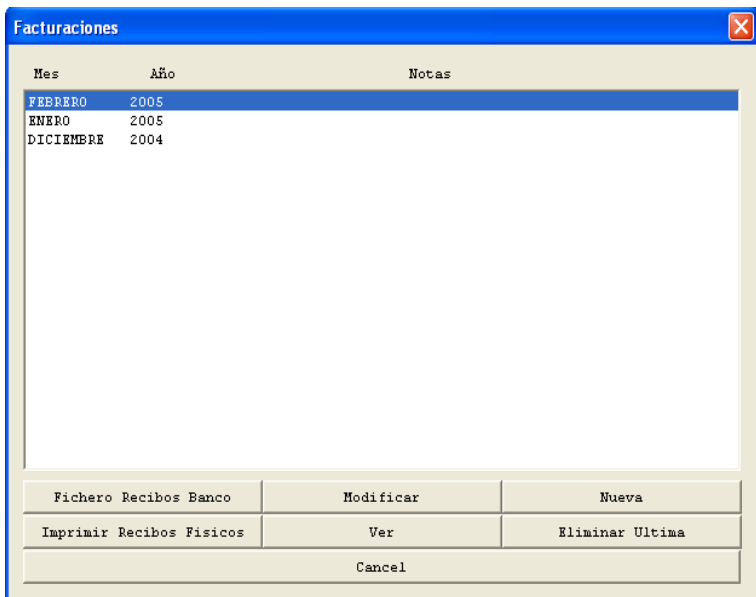 Facturaciones
Mes Año Notas
FEBRERO 2005
ENERO 2005
DICIEMBRE 2004
Fichero Recibos Banco Modificar Nueva
Imprimir Recibos Fisicos Ver Eliminar Ultima
Cancel